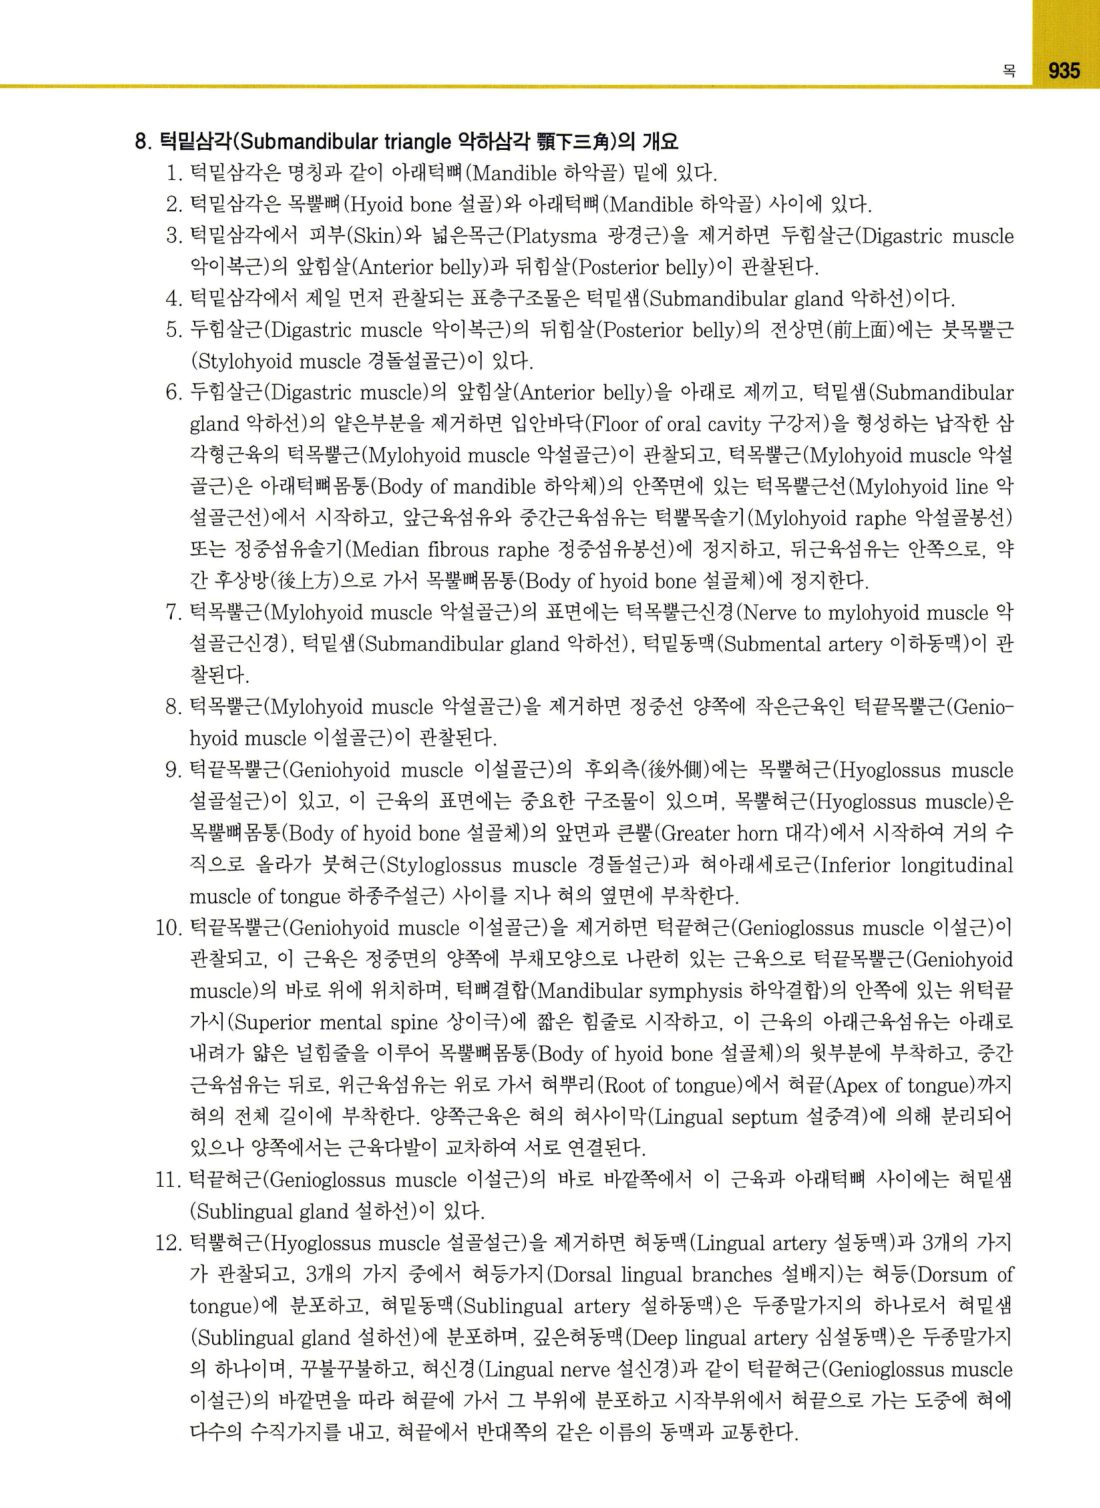 목 935
8. 턱밑삼각(Submandibular triangle 악하삼각 顎下三角)의 개요
1. 턱밑삼각은 명칭과 같이 아래턱뼈(Mandible 하악골) 밑에 있다.
2. 턱밑삼각은 목뿔뼈(Hyoid bone 설골)와 아래턱뼈(Mandible 하악골) 사이에 있다.
3. 턱밑삼각에서 피부(Skin)와 넓은목근(Platysma 광경근)을 제거하면 두힘살근(Digastric muscle
악이복근)의 앞힘살(Anterior belly)과 뒤힘살(Posterior belly)이 관찰된다.
4. 턱밑삼각에서 제일 먼저 관찰되는 표층구조물은 턱밑샘(Submandibular gland 악하선)이다.
5. 두힘살근(Digastric muscle 악이복근)의 뒤힘살(Posterior belly)의 전상면(前上面)에는 붓목뿔근
(Stylohyoid muscle 경돌설골근)이 있다.
6. 두힘살근(Digastric muscle)의 앞힘살(Anterior belly)을 아래로 제끼고, 턱밑샘(Submandibular
gland 악하선)의 얕은부분을 제거하면 입안바닥(Floor of oral cavity 구강저)을 형성하는 납작한 삼
각형근육의 턱목뿔근(Mylohyoid muscle 악설골근)이 관찰되고, 턱목뿔근(Mylohyoid muscle 악설
골근)은 아래턱뼈몸통(Body of mandible 하악체)의 안쪽면에 있는 턱목뿔근선(Mylohyoid line 악
설골근선)에서 시작하고, 앞근육섬유와 중간근육섬유는 턱뿔목솔기(Mylohyoid raphe 악설골봉선)
또는 정중섬유솔기(Median fibrous raphe 정중섬유봉선)에 정지하고, 뒤근육섬유는 안쪽으로, 약
간 후상방(後上方)으로 가서 목뿔뼈몸통(Body of hyoid bone 설골체)에 정지한다.
7. 턱목뿔근(Mylohyoid muscle 악설골근)의 표면에는 턱목뿔근신경(Nerve to mylohyoid muscle 악
설골근신경), 턱밑샘(Submandibular gland 악하선), 턱밑동맥(Submental artery 이하동맥)이 관
찰된다.
8. 턱목뿔근(Mylohyoid muscle 악설골근)을 제거하면 정중선 양쪽에 작은근육인 턱끝목뿔근(Genio-
hyoid muscle 이설골근)이 관찰된다.
9. 턱끝목뿔근(Geniohyoid muscle 이설골근)의 후외측(後外側)에는 목뿔혀근(Hyoglossus muscle
설골설근)이 있고, 이 근육의 표면에는 중요한 구조물이 있으며, 목뿔혀근(Hyoglossus muscle)은
목뿔뼈몸통(Body of hyoid bone 설골체)의 앞면과 큰뿔(Greater horn 대각)에서 시작하여 거의 수
직으로 올라가 붓혀근(Styloglossus muscle 경돌설근)과 혀아래세로근(Inferior longitudinal
muscle of tongue 하종주설근) 사이를 지나 혀의 옆면에 부착한다.
10. 턱끝목뿔근(Geniohyoid muscle 이설골근)을 제거하면 턱끝혀근(Genioglossus muscle 이설근)이
관찰되고, 이 근육은 정중면의 양쪽에 부채모양으로 나란히 있는 근육으로 턱끝목뿔근(Geniohyoid
muscle)의 바로 위에 위치하며, 턱뼈결합(Mandibular symphysis 하악결합)의 안쪽에 있는 위턱끝
가시(Superior mental spine 상이극)에 짧은 힘줄로 시작하고, 이 근육의 아래근육섬유는 아래로
내려가 얇은 널힘줄을 이루어 목뿔뼈몸통(Body of hyoid bone 설골체)의 윗부분에 부착하고, 중간
근육섬유는 뒤로, 위근육섬유는 위로 가서 혀뿌리(Root of tongue)에서 혀끝(Apex of tongue)까지
혀의 전체 길이에 부착한다. 양쪽근육은 혀의 혀사이막(Lingual septum 설중격)에 의해 분리되어
있으나 양쪽에서는 근육다발이 교차하여 서로 연결된다.
11. 턱끝혀근(Genioglossus muscle 이설근)의 바로 바깥쪽에서 이 근육과 아래턱뼈 사이에는 혀밑샘
(Sublingual gland 설하선)이 있다.
12. 턱뿔혀근(Hyoglossus muscle 설골설근)을 제거하면 혀동맥(Lingual artery 설동맥)과 3개의 가지
가 관찰되고, 3개의 가지 중에서 혀등가지(Dorsal lingual branches 설배지)는 혀등(Dorsum of
tongue)에 분포하고, 혀밑동맥(Sublingual artery 설하동맥)은 두종말가지의 하나로서 혀밑샘
(Sublingual gland 설하선)에 분포하며, 깊은혀동맥(Deep lingual artery 심설동맥)은 두종말가지
의 하나이며, 꾸불꾸불하고, 혀신경(Lingual nerve 설신경)과 같이 턱끝혀근(Genioglossus muscle
이설근)의 바깥면을 따라 혀끝에 가서 그 부위에 분포하고 시작부위에서 혀끝으로 가는 도중에 혀에
다수의 수직가지를 내고, 혀끝에서 반대쪽의 같은 이름의 동맥과 교통한다.